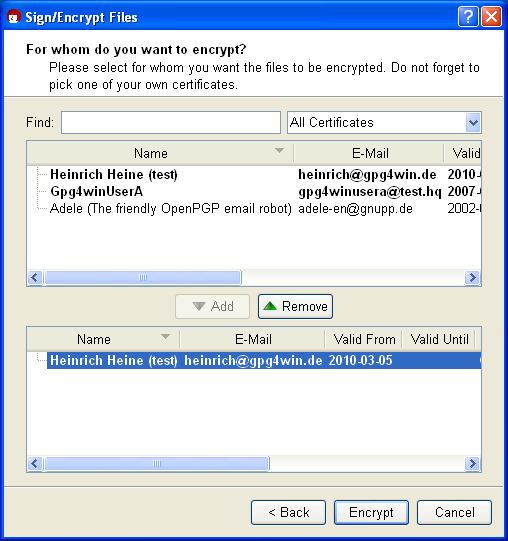 Sign/Encrypt Files
For whom do you want to encrypt?
Please select for whom you want the files to be encrypted. Do not forget to
pick one of your own certificates.
Find: All Certificates
Name E-Mail Valid
Heinrich Heine (test) heinrich@gpg4win.de 2010-
Gpg4winUserA gpg4winusera@test.hq 2007-
Adele (The friendly OpenPGP email robot) adele-en@gnupp.de 2002-
Add Remove
Name E-Mail Valid From Valid Until
Heinrich Heine (test) heinrich@gpg4win.de 2010-03-05
< Back Encrypt Cancel